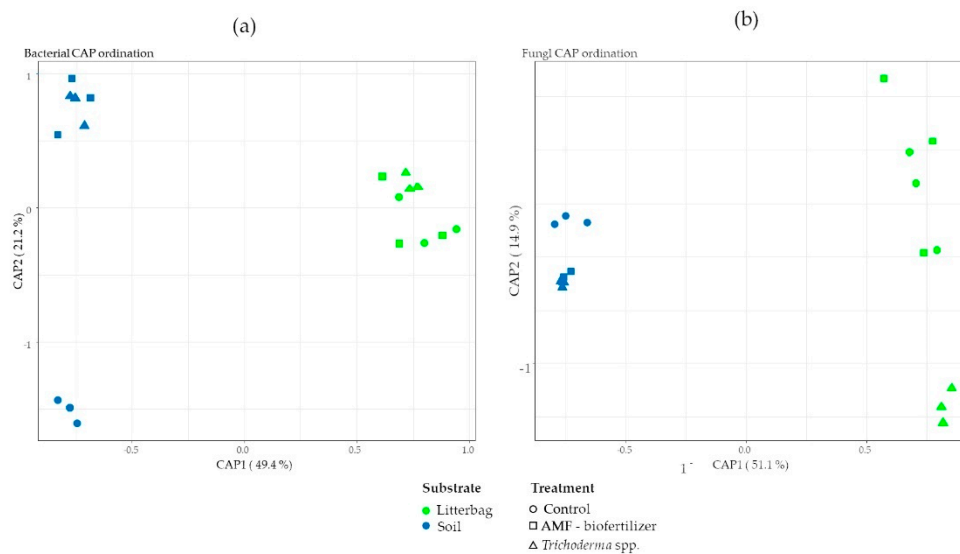 (a)
(b)
Bacterial CAP ordination
1
0
-1
CAP2 ( 21.2 %)
-0.5
0.0
0.5
1.0
CAP1 ( 49.4 %)
Fungl CAP ordination
CAP2 ( 14.9 %)
-1
-0.5
0.0
0.5
1 -
CAP1 ( 51.1 %)
Substrate
Litterbag
Soil
Treatment
Control
AMF - biofertilizer
Trichoderma spp.